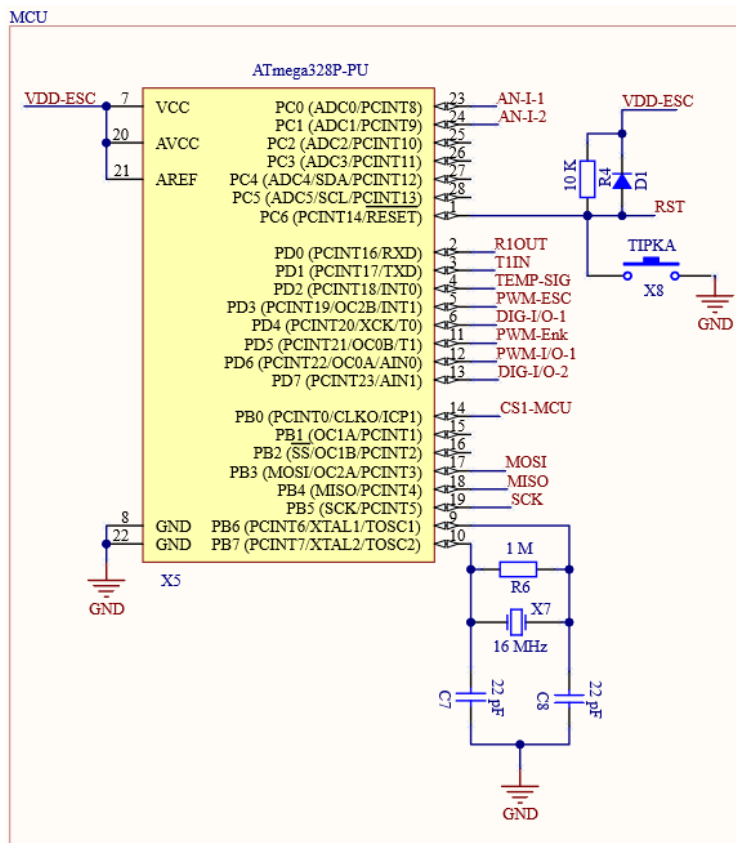 MCU
ATmega328P-PU
VDD-ESC
7
VCC
20
AVCC
21
AREF
8
GND
22
GND
GND
X5
PC0 (ADC0/PCINT8)
23
AN-I-1
PC1 (ADC1/PCINT9)
24
AN-I-2
PC2 (ADC2/PCINT10)
25
PC3 (ADC3/PCINT11)
26
PC4 (ADC4/SDA/PCINT12)
27
PC5 (ADC5/SCL/PCINT13)
28
PC6 (PCINT14/RESET)
1
PD0 (PCINT16/RXD)
2
R1OUT
PD1 (PCINT17/TXD)
3
T1IN
PD2 (PCINT18/INT0)
4
TEMP-SIG
PD3 (PCINT19/OC2B/INT1)
5
PWM-ESC
PD4 (PCINT20/XCK/T0)
6
DIG-I/O-1
PD5 (PCINT21/OC0B/T1)
11
PWM-Enk
PD6 (PCINT22/OC0A/AIN0)
12
PWM-I/O-1
PD7 (PCINT23/AIN1)
13
DIG-I/O-2
PB0 (PCINT0/CLKO/ICP1)
14
CS1-MCU
PB1 (OC1A/PCINT1)
15
PB2 (SS/OC1B/PCINT2)
16
PB3 (MOSI/OC2A/PCINT3)
17
MOSI
PB4 (MISO/PCINT4)
18
MISO
PB5 (SCK/PCINT5)
19
SCK
PB6 (PCINT6/XTAL1/TOSC1)
9
PB7 (PCINT7/XTAL2/TOSC2)
10
VDD-ESC
10 K
R4
D1
RST
TIPKA
X8
GND
1 M
R6
X7
16 MHz
C7
22 pF
C8
22 pF
GND